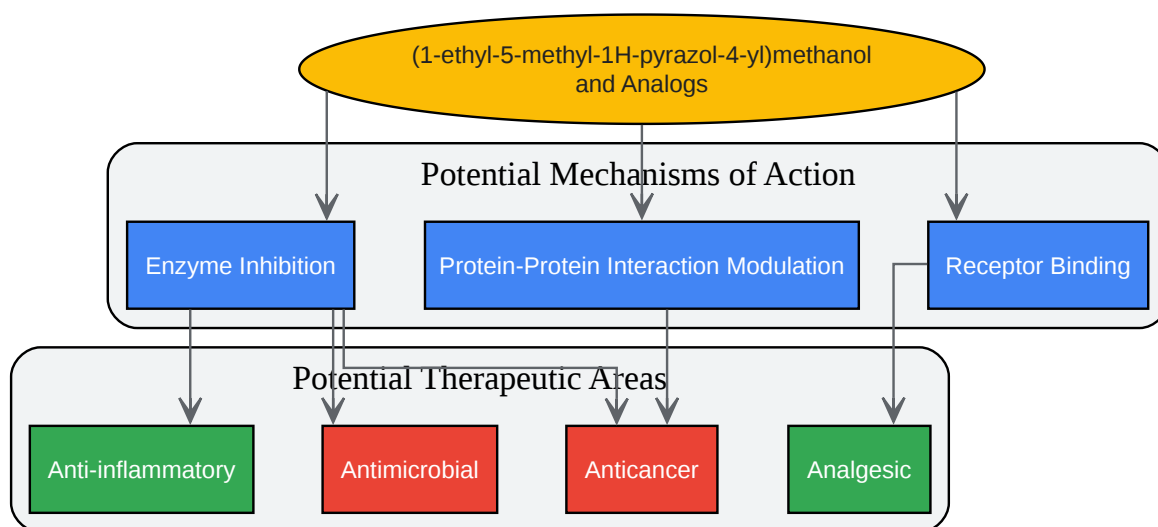 (1-ethyl-5-methyl-1H-pyrazol-4-yl)methanol
and Analogs
Potential Mechanisms of Action
Enzyme Inhibition
Protein-Protein Interaction Modulation
Receptor Binding
Potential Therapeutic Areas
Anti-inflammatory
Antimicrobial
Anticancer
Analgesic